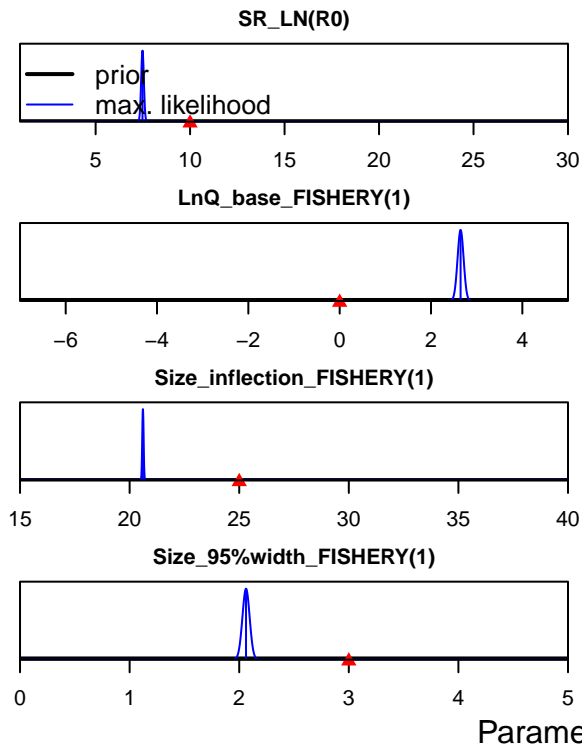 SR_LN(R0)
prior
max. likelihood
5 10 15 20 25 30
LnQ_base_FISHERY(1)
−6 −4 −2 0 2 4
Size_inflection_FISHERY(1)
15 20 25 30 35 40
Size_95%width_FISHERY(1)
0 1 2 3 4 5
Parame